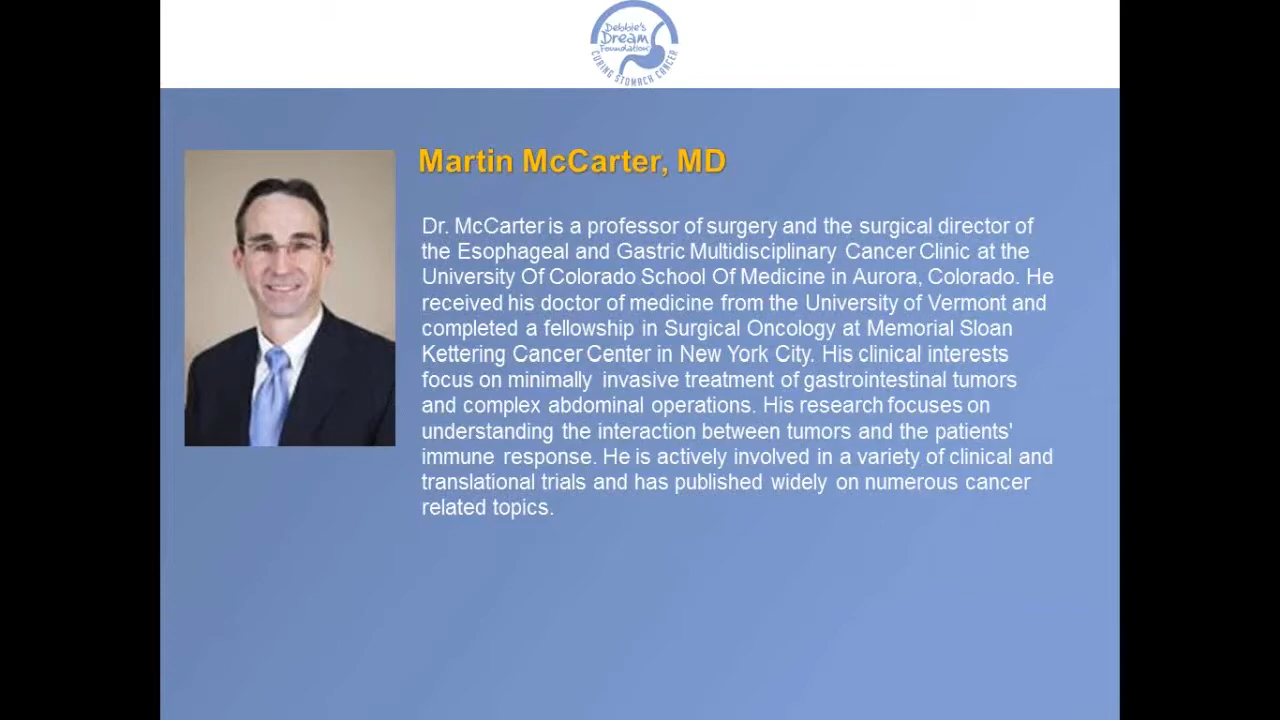 Debbie's
Dream
Foundation
CURING STOMACH CANCER
Martin McCarter, MD
Dr. McCarter is a professor of surgery and the surgical director of
the Esophageal and Gastric Multidisciplinary Cancer Clinic at the
University Of Colorado School Of Medicine in Aurora, Colorado. He
received his doctor of medicine from the University of Vermont and
completed a fellowship in Surgical Oncology at Memorial Sloan
Kettering Cancer Center in New York City. His clinical interests
focus on minimally invasive treatment of gastrointestinal tumors
and complex abdominal operations. His research focuses on
understanding the interaction between tumors and the patients'
immune response. He is actively involved in a variety of clinical and
translational trials and has published widely on numerous cancer
related topics.